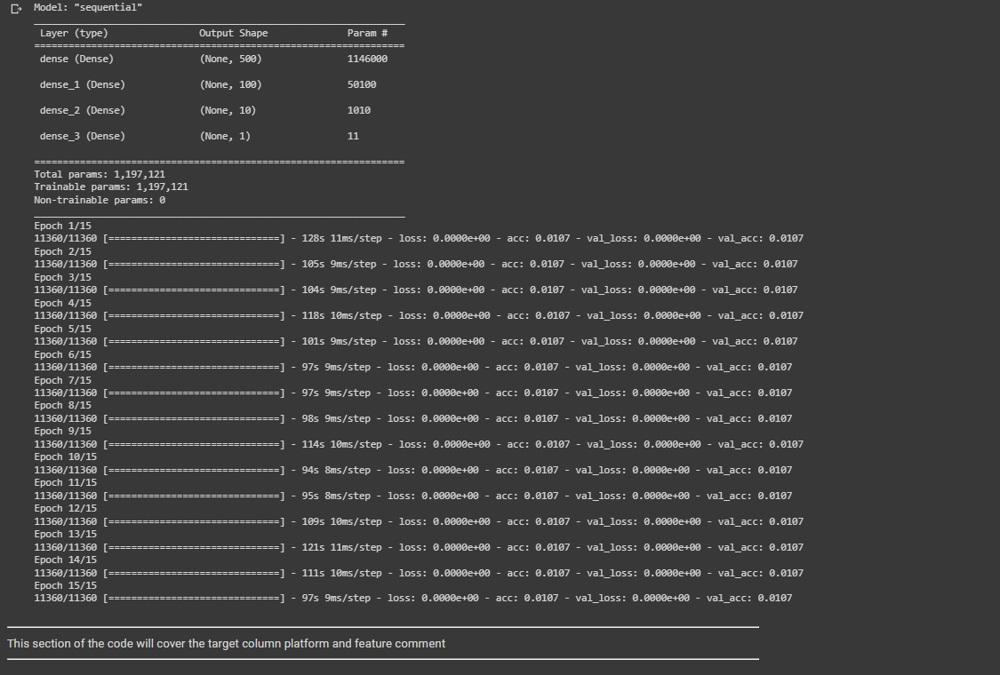 Model: "sequential"
Layer (type) Output Shape Param #
=================================================================
dense (Dense) (None, 500) 1146000
dense_1 (Dense) (None, 100) 50100
dense_2 (Dense) (None, 10) 1010
dense_3 (Dense) (None, 1) 11
=================================================================
Total params: 1,197,121
Trainable params: 1,197,121
Non-trainable params: 0
Epoch 1/15
11360/11360 [==============================] - 128s 11ms/step - loss: 0.0000e+00 - acc: 0.0107 - val_loss: 0.0000e+00 - val_acc: 0.0107
Epoch 2/15
11360/11360 [==============================] - 105s 9ms/step - loss: 0.0000e+00 - acc: 0.0107 - val_loss: 0.0000e+00 - val_acc: 0.0107
Epoch 3/15
11360/11360 [==============================] - 104s 9ms/step - loss: 0.0000e+00 - acc: 0.0107 - val_loss: 0.0000e+00 - val_acc: 0.0107
Epoch 4/15
11360/11360 [==============================] - 118s 10ms/step - loss: 0.0000e+00 - acc: 0.0107 - val_loss: 0.0000e+00 - val_acc: 0.0107
Epoch 5/15
11360/11360 [==============================] - 101s 9ms/step - loss: 0.0000e+00 - acc: 0.0107 - val_loss: 0.0000e+00 - val_acc: 0.0107
Epoch 6/15
11360/11360 [==============================] - 97s 9ms/step - loss: 0.0000e+00 - acc: 0.0107 - val_loss: 0.0000e+00 - val_acc: 0.0107
Epoch 7/15
11360/11360 [==============================] - 97s 9ms/step - loss: 0.0000e+00 - acc: 0.0107 - val_loss: 0.0000e+00 - val_acc: 0.0107
Epoch 8/15
11360/11360 [==============================] - 98s 9ms/step - loss: 0.0000e+00 - acc: 0.0107 - val_loss: 0.0000e+00 - val_acc: 0.0107
Epoch 9/15
11360/11360 [==============================] - 114s 10ms/step - loss: 0.0000e+00 - acc: 0.0107 - val_loss: 0.0000e+00 - val_acc: 0.0107
Epoch 10/15
11360/11360 [==============================] - 94s 8ms/step - loss: 0.0000e+00 - acc: 0.0107 - val_loss: 0.0000e+00 - val_acc: 0.0107
Epoch 11/15
11360/11360 [==============================] - 95s 8ms/step - loss: 0.0000e+00 - acc: 0.0107 - val_loss: 0.0000e+00 - val_acc: 0.0107
Epoch 12/15
11360/11360 [==============================] - 109s 10ms/step - loss: 0.0000e+00 - acc: 0.0107 - val_loss: 0.0000e+00 - val_acc: 0.0107
Epoch 13/15
11360/11360 [==============================] - 121s 11ms/step - loss: 0.0000e+00 - acc: 0.0107 - val_loss: 0.0000e+00 - val_acc: 0.0107
Epoch 14/15
11360/11360 [==============================] - 111s 10ms/step - loss: 0.0000e+00 - acc: 0.0107 - val_loss: 0.0000e+00 - val_acc: 0.0107
Epoch 15/15
11360/11360 [==============================] - 97s 9ms/step - loss: 0.0000e+00 - acc: 0.0107 - val_loss: 0.0000e+00 - val_acc: 0.0107
This section of the code will cover the target column platform and feature comment